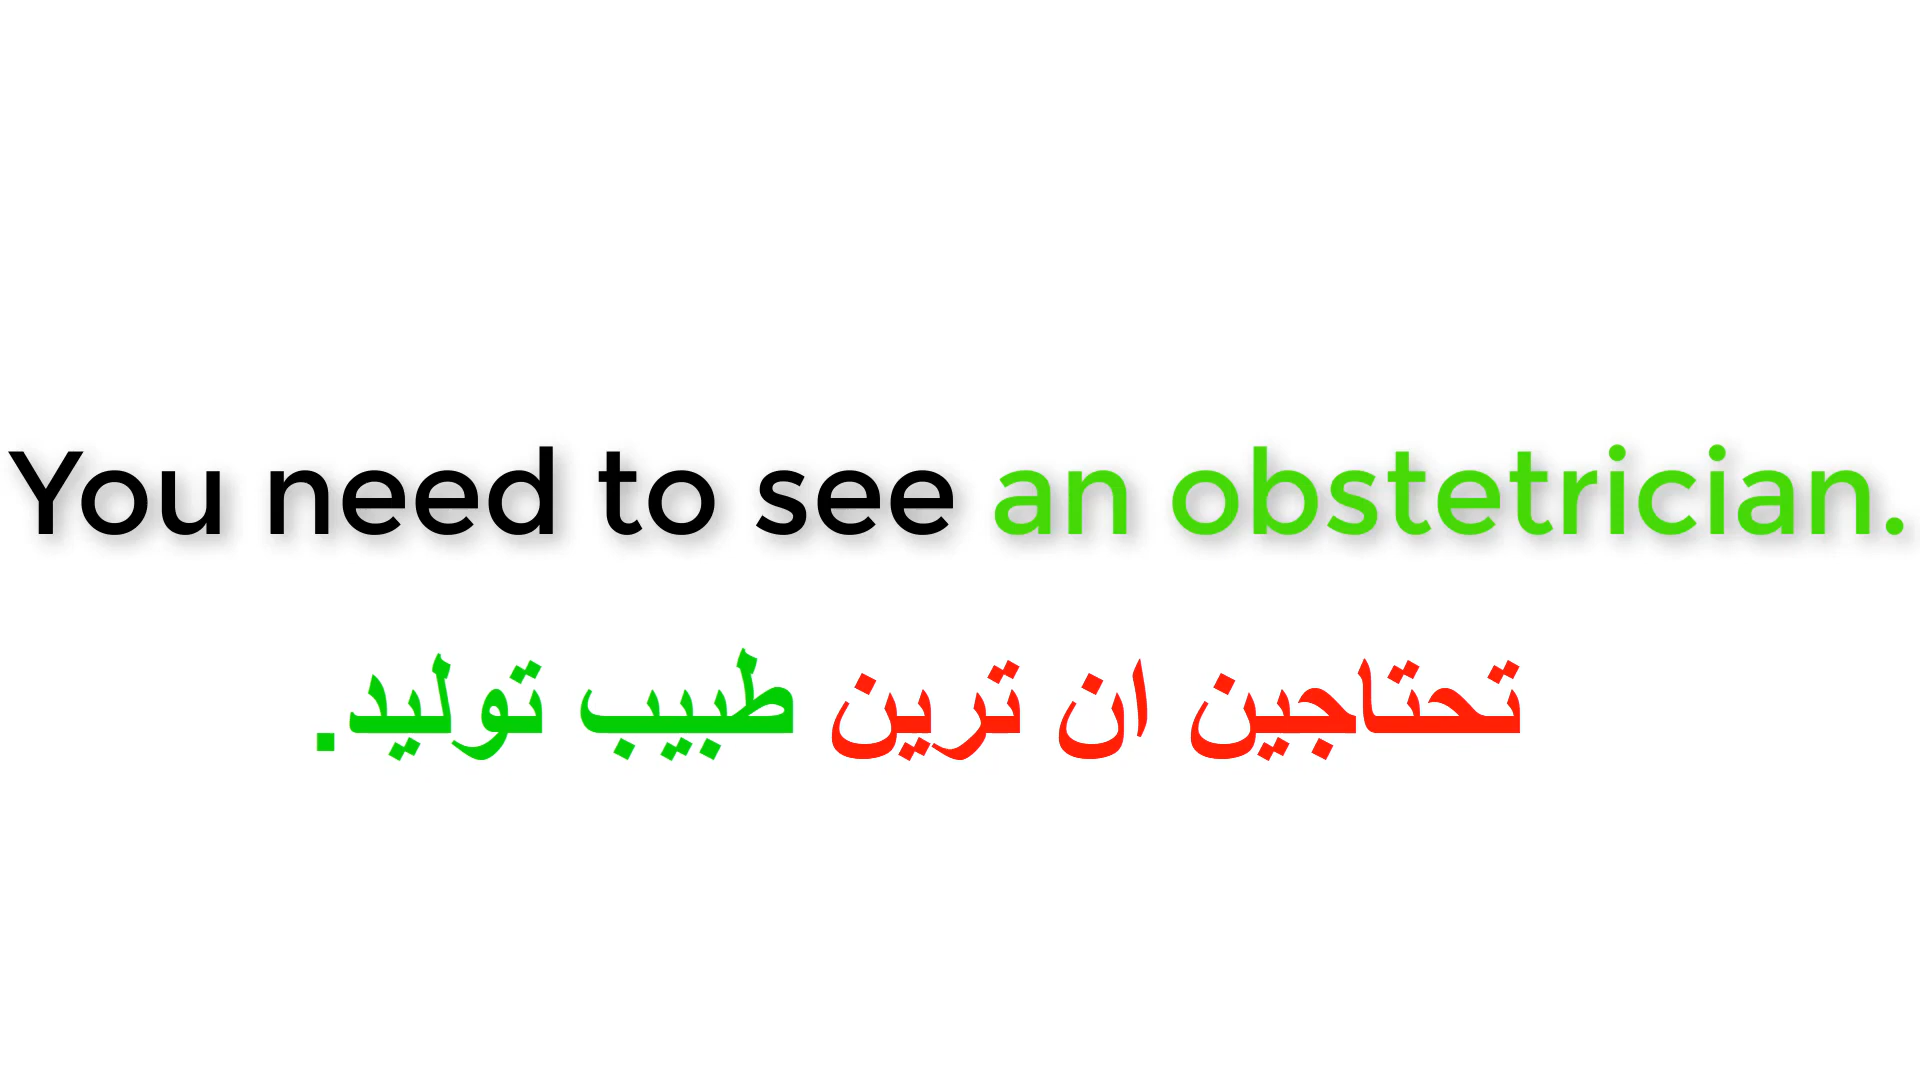 You need to see an obstetrician.
تحتاجين ان ترين طبيب توليد.